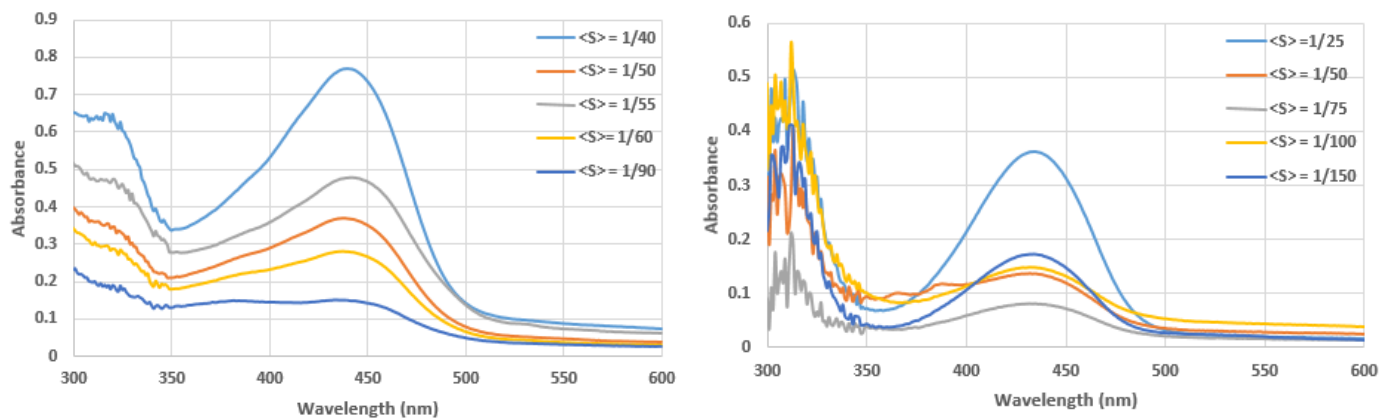 0.9
0.8
0.7
0.6
0.5
0.4
0.3
0.2
0.1
0
Absorbance
300
350
400
450
500
550
600
Wavelength (nm)
<S> = 1/40
<S> = 1/50
<S> = 1/55
<S>= 1/60
<S> = 1/90
0.6
0.5
0.4
0.3
0.2
0.1
0
Absorbance
300
350
400
450
500
550
600
Wavelength (nm)
<S> =1/25
<S> = 1/50
<S> = 1/75
<S> = 1/100
<S> = 1/150